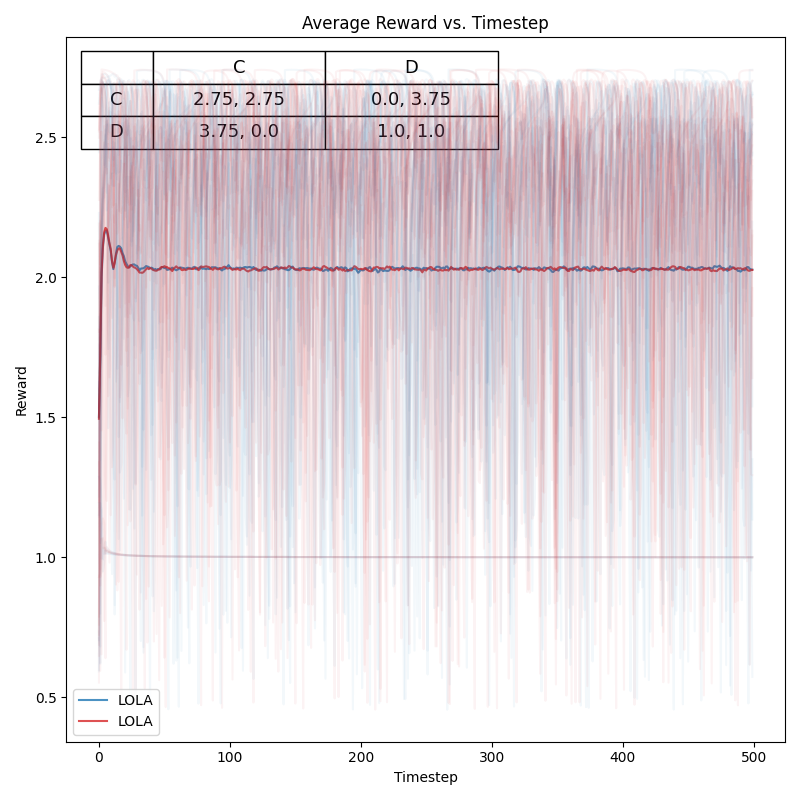 Average Reward vs. Timestep
C D
C 2.75, 2.75 0.0, 3.75
D 3.75, 0.0 1.0, 1.0
2.5
2.0
1.5
1.0
0.5
Reward
LOLA
LOLA
0 100 200 300 400 500
Timestep